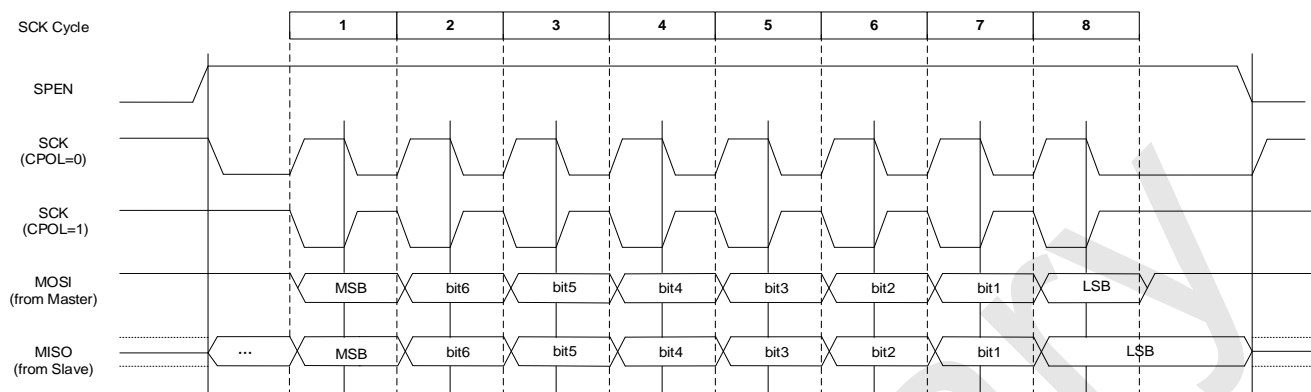 SCK Cycle 1 2 3 4 5 6 7 8
SPEN
SCK
(CPOL=0)
SCK
(CPOL=1)
MOSI
(from Master)
MSB bit6 bit5 bit4 bit3 bit2 bit1 LSB
MISO
(from Slave)
... MSB bit6 bit5 bit4 bit3 bit2 bit1 LSB